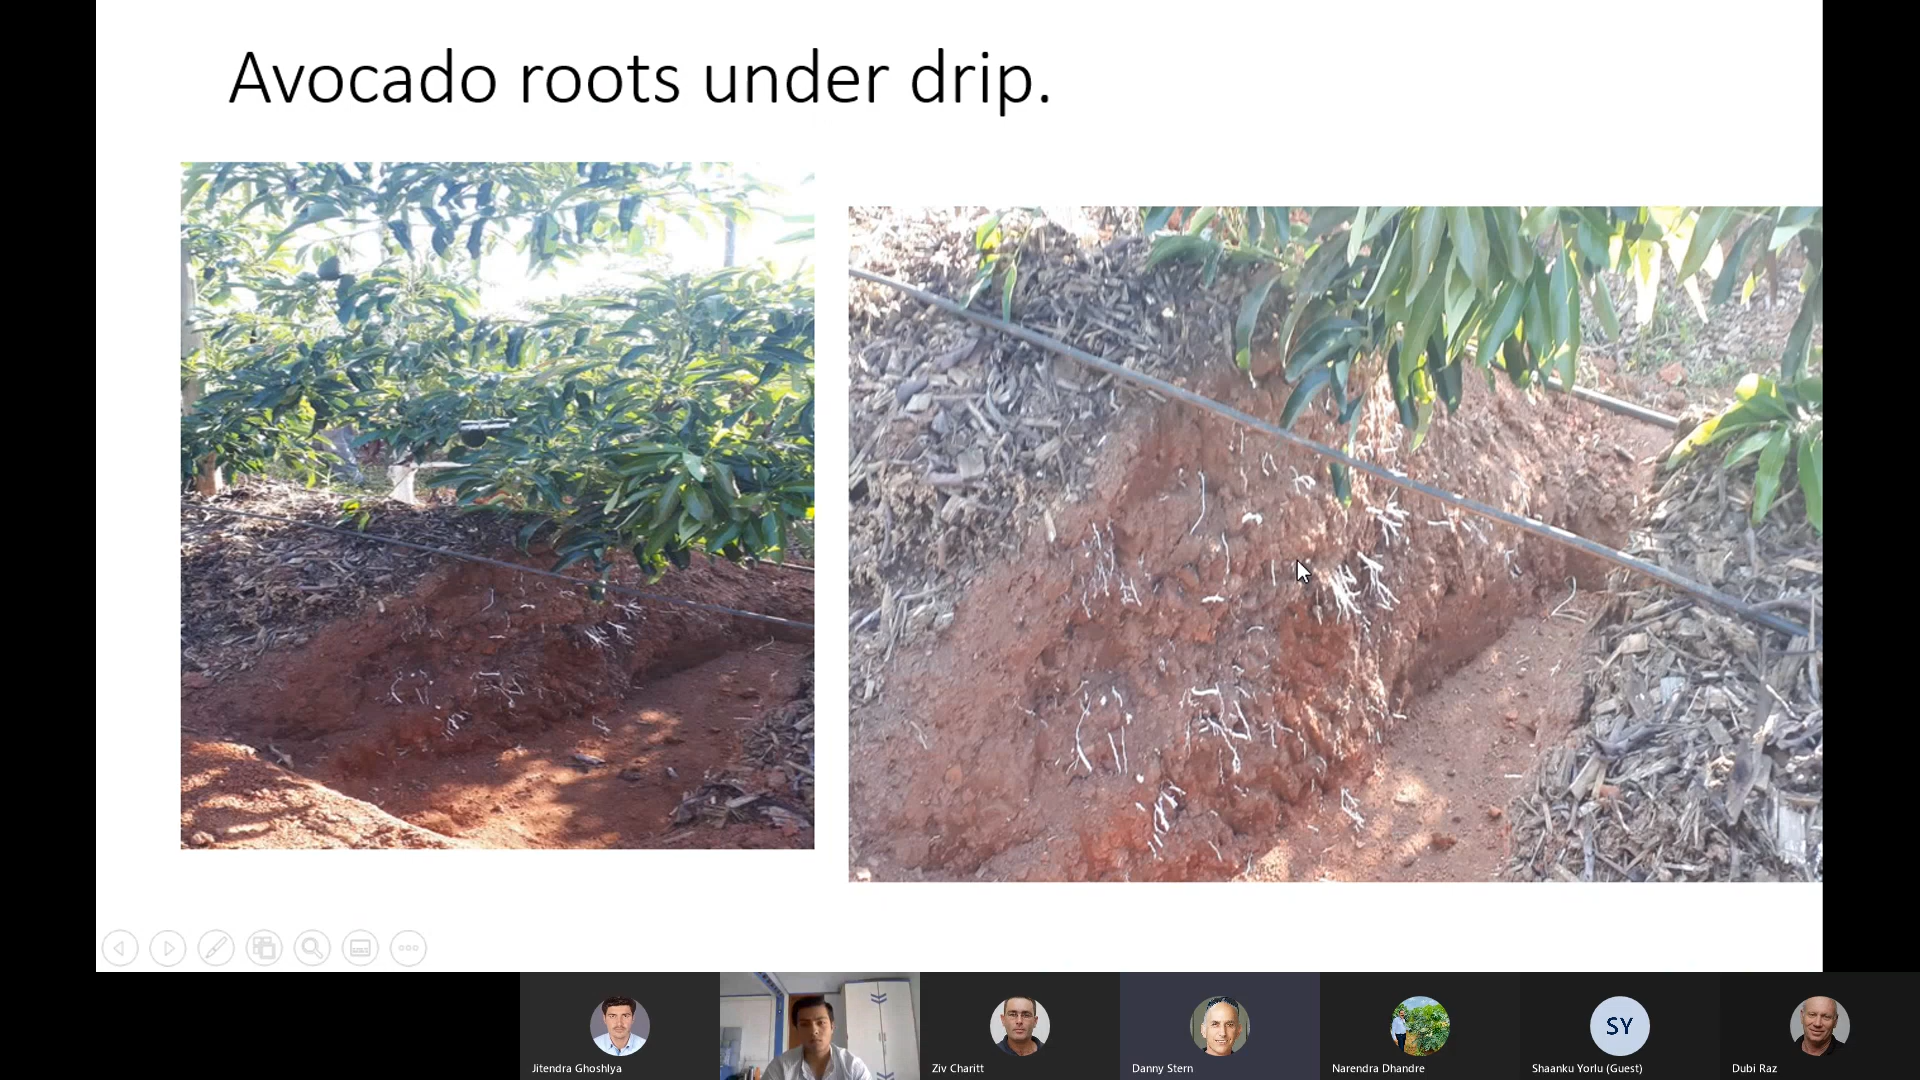 Avocado roots under drip.
Jitendra Ghoshlya
Ziv Charitt
Danny Stern
Narendra Dhandre
SY
Shaanku Yorlu (Guest)
Dubi Raz